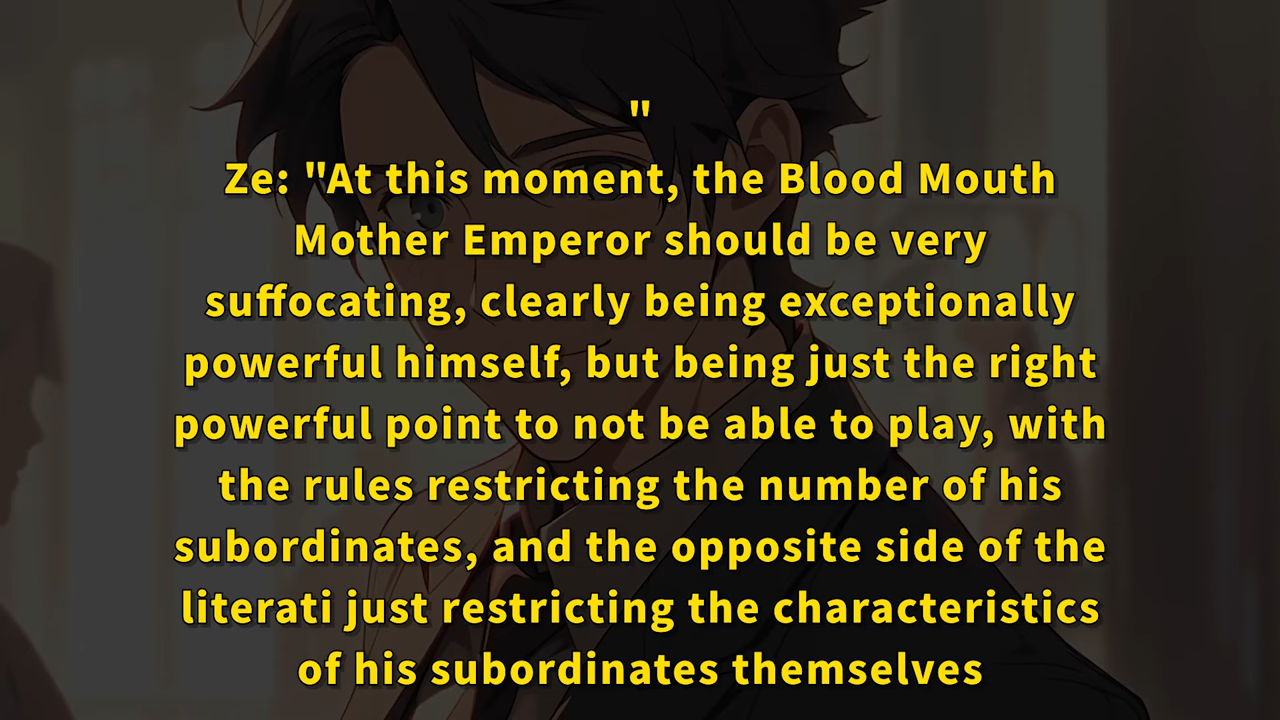 "
Ze: "At this moment, the Blood Mouth
Mother Emperor should be very
suffocating, clearly being exceptionally
powerful himself, but being just the right
powerful point to not be able to play, with
the rules restricting the number of his
subordinates, and the opposite side of the
literati just restricting the characteristics
of his subordinates themselves